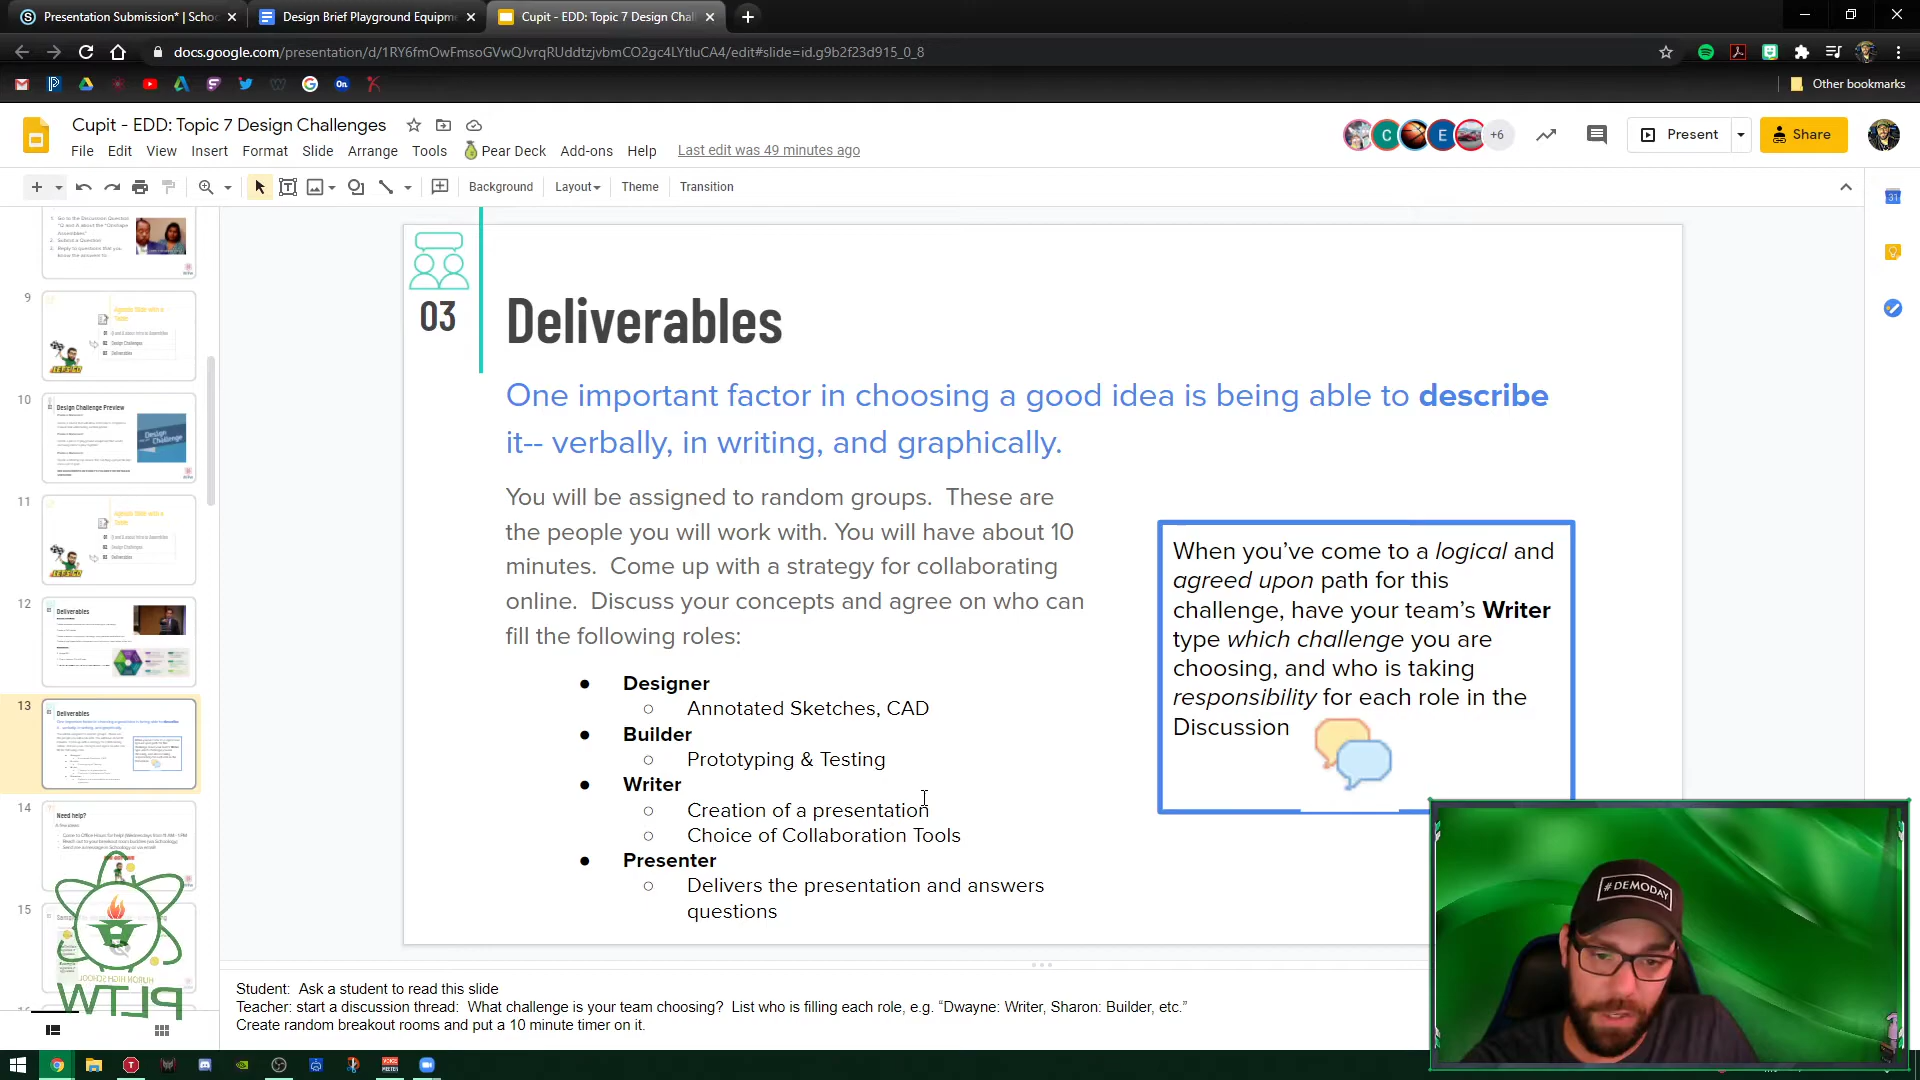 Presentation Submission* | Schoo
Design Brief Playground Equipm
Cupit - EDD: Topic 7 Design Chal
docs.google.com/presentation/d/1RY6fmOwFmsoGVwQJvrqRUddtzjvbmCO2gc4LYtluCA4/edit#slide=id.g9b2f23d915_0_8
Other bookmarks
Cupit - EDD: Topic 7 Design Challenges
C
E
+6
Present
Share
File Edit View Insert Format Slide Arrange Tools Pear Deck Add-ons Help Last edit was 49 minutes ago
Background Layout Theme Transition
9
10
Design Challenge Preview
11
12
Deliverables
13
Deliverables
14
Need help?
15
PLTW
03
Deliverables
One important factor in choosing a good idea is being able to describe
it-- verbally, in writing, and graphically.
You will be assigned to random groups.  These are
the people you will work with. You will have about 10
minutes.  Come up with a strategy for collaborating
online.  Discuss your concepts and agree on who can
fill the following roles:
● Designer
○ Annotated Sketches, CAD
● Builder
○ Prototyping & Testing
● Writer
○ Creation of a presentation
○ Choice of Collaboration Tools
● Presenter
○ Delivers the presentation and answers
questions
When you’ve come to a logical and
agreed upon path for this
challenge, have your team’s Writer
type which challenge you are
choosing, and who is taking
responsibility for each role in the
Discussion
#DEMODAY
Student:  Ask a student to read this slide
Teacher: start a discussion thread:  What challenge is your team choosing?  List who is filling each role, e.g. “Dwayne: Writer, Sharon: Builder, etc.”
Create random breakout rooms and put a 10 minute timer on it.